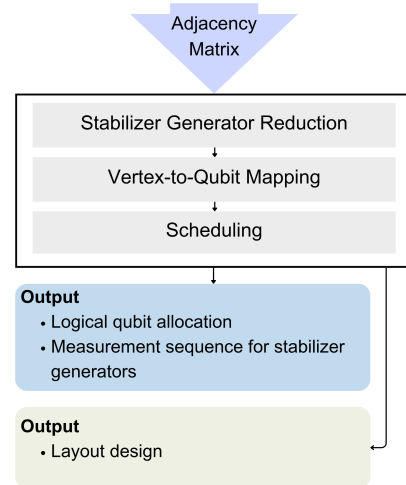 Adjacency
Matrix
Stabilizer Generator Reduction
Vertex-to-Qubit Mapping
Scheduling
Output
• Logical qubit allocation
• Measurement sequence for stabilizer
generators
Output
• Layout design